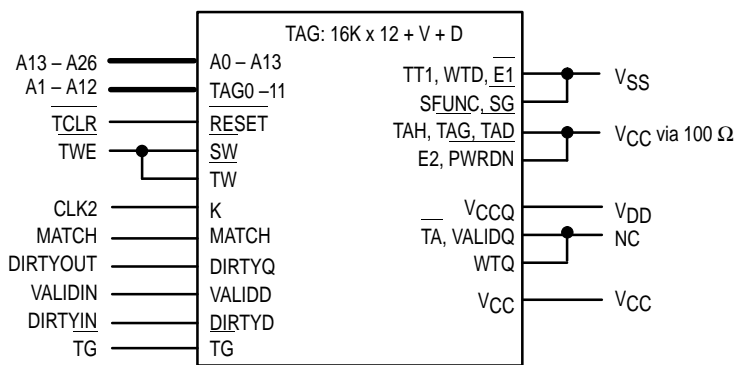 TAG: 16K x 12 + V + D
A13 – A26 A0 – A13
A1 – A12 TAG0 –11
TCLR RESET
TWE SW
TW
CLK2 K
MATCH MATCH
DIRTYOUT DIRTYQ
VALIDIN VALIDD
DIRTYIN DIRTYD
TG TG
TT1, WTD, E1 VSS
SFUNC, SG
TAH, TAG, TAD VCC via 100 Ω
E2, PWRDN
VCCQ VDD
TA, VALIDQ NC
WTQ
VCC VCC